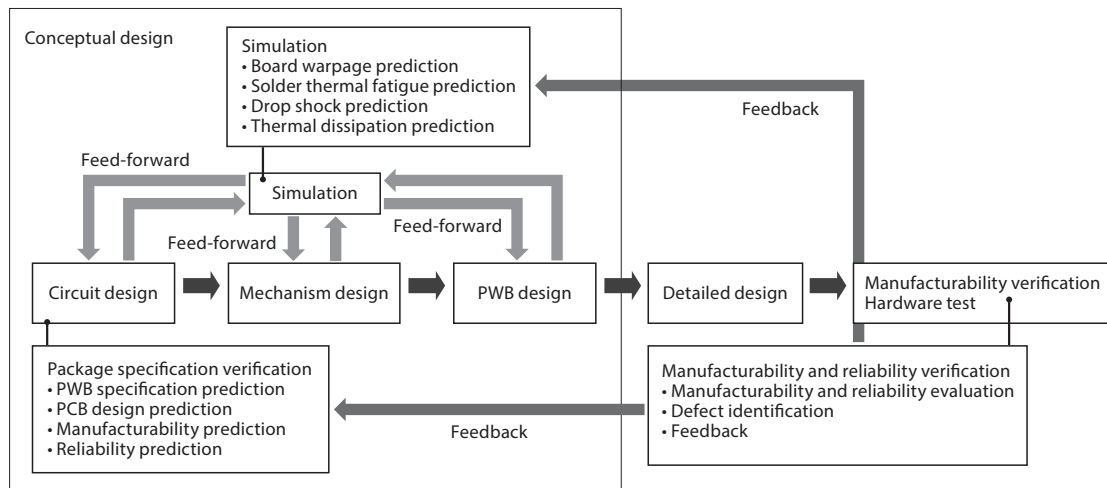 Conceptual design
Simulation
• Board warpage prediction
• Solder thermal fatigue prediction
• Drop shock prediction
• Thermal dissipation prediction
Feedback
Feed-forward
Simulation
Feed-forward
Feed-forward
Circuit design
Mechanism design
PWB design
Detailed design
Manufacturability verification
Hardware test
Package specification verification
• PWB specification prediction
• PCB design prediction
• Manufacturability prediction
• Reliability prediction
Feedback
Manufacturability and reliability verification
• Manufacturability and reliability evaluation
• Defect identification
• Feedback